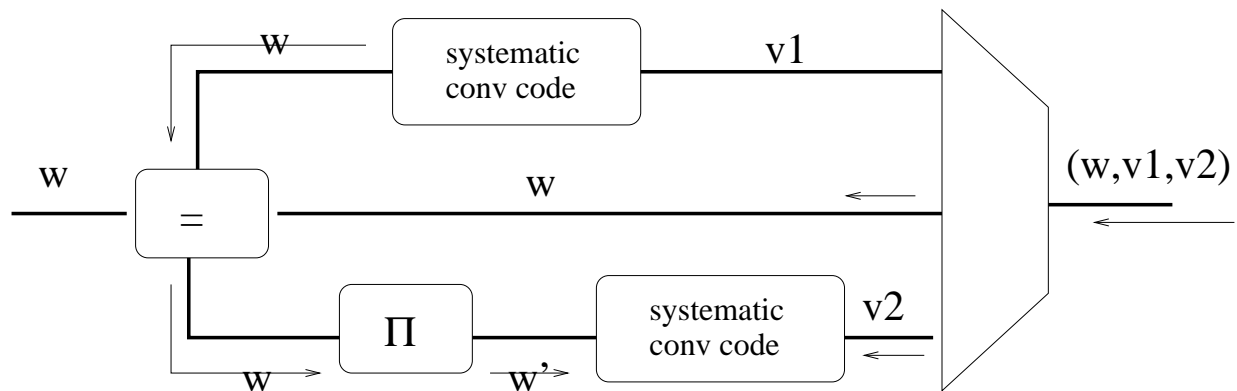 w
systematic
conv code
v1
w
w
(w,v1,v2)
=
Π
systematic
conv code
v2
w
w’